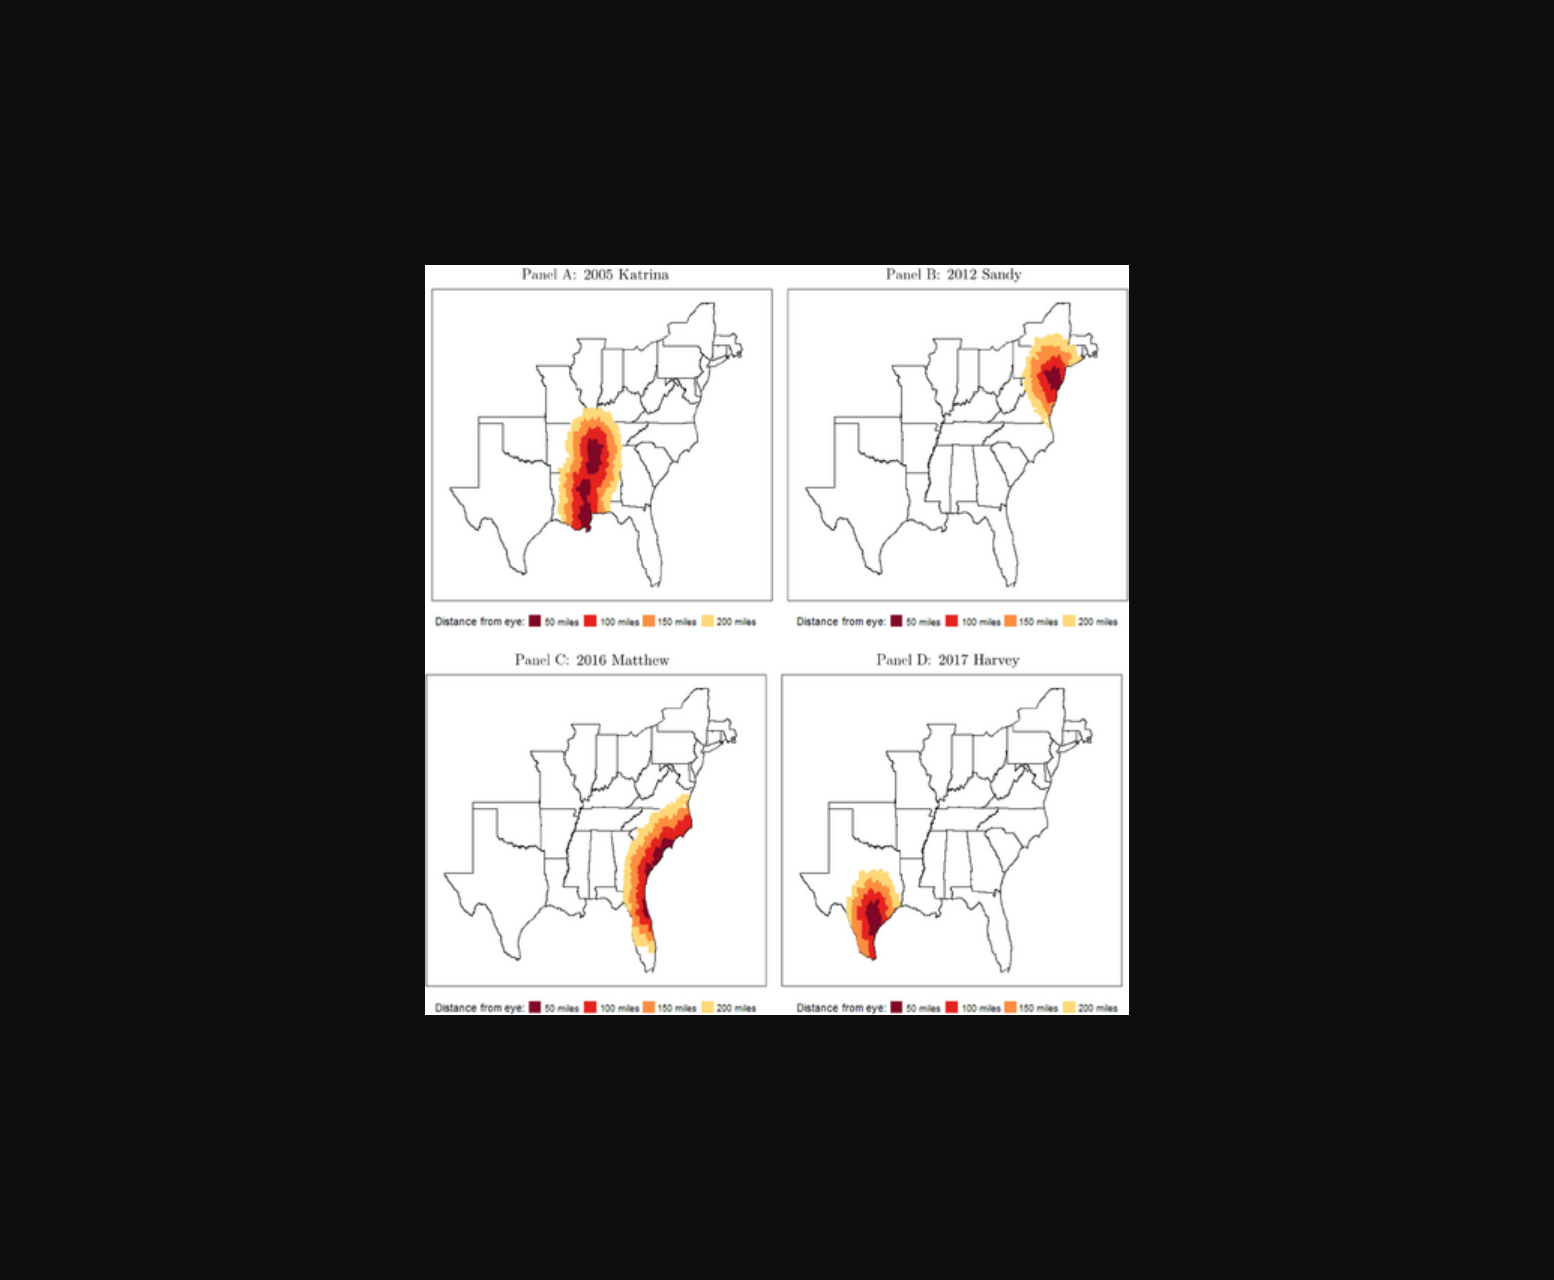 Panel A: 2005 Katrina
Panel B: 2012 Sandy
Distance from eye: 50 miles 100 miles 150 miles 200 miles
Distance from eye: 50 miles 100 miles 150 miles 200 miles
Panel C: 2016 Matthew
Panel D: 2017 Harvey
Distance from eye: 50 miles 100 miles 150 miles 200 miles
Distance from eye: 50 miles 100 miles 150 miles 200 miles